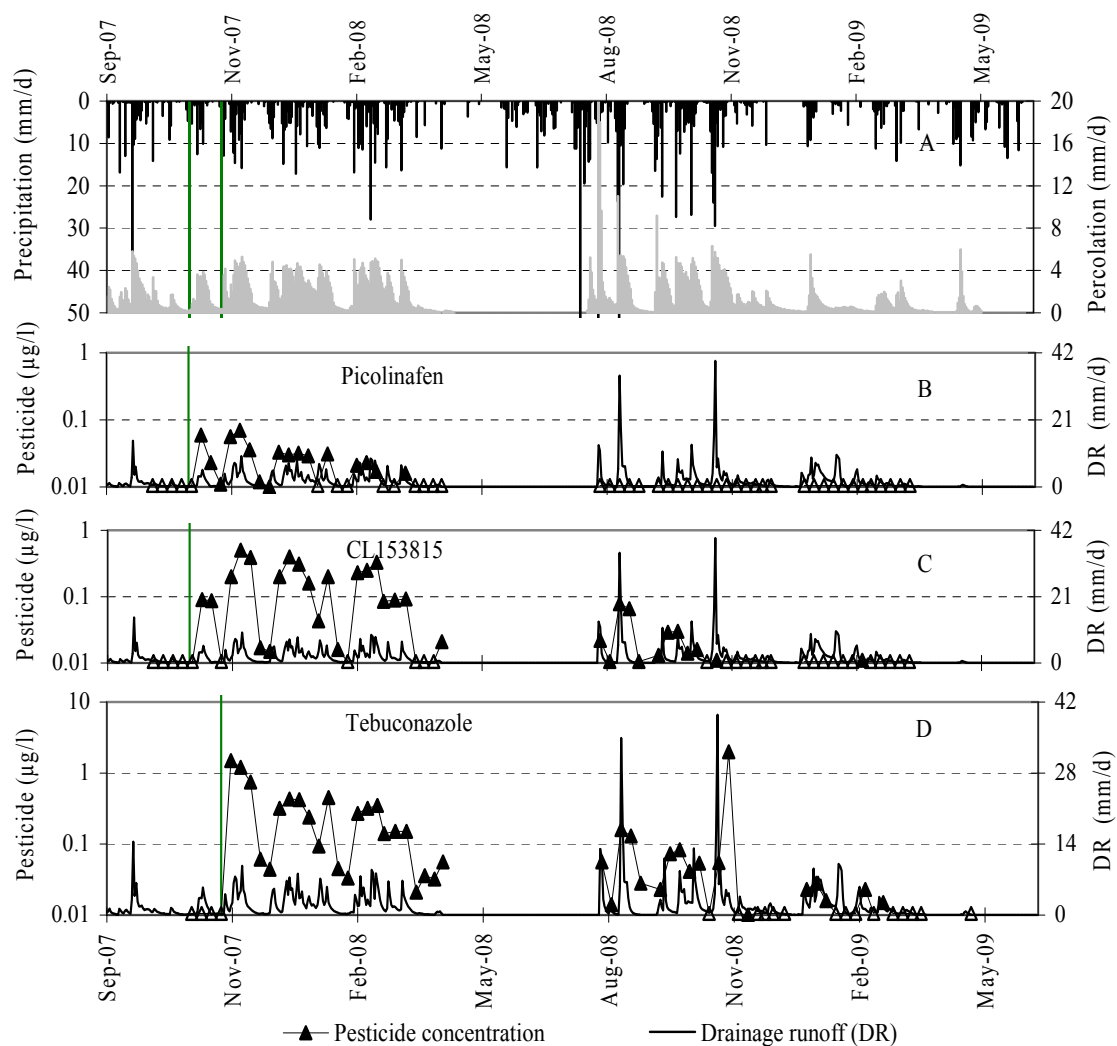 Sep-07 Nov-07 Feb-08 May-08 Aug-08 Nov-08 Feb-09 May-09
Precipitation (mm/d)
0
10
20
30
40
50
A
20
16
12
8
4
0
Percolation (mm/d)
Pesticide (µg/l)
1
0.1
0.01
Picolinafen
B
42
21
0
DR (mm/d)
Pesticide (µg/l)
1
0.1
0.01
CL153815
C
42
21
0
DR (mm/d)
Pesticide (µg/l)
10
1
0.1
0.01
Tebuconazole
D
42
28
14
0
DR (mm/d)
Sep-07 Nov-07 Feb-08 May-08 Aug-08 Nov-08 Feb-09 May-09
Pesticide concentration
Drainage runoff (DR)